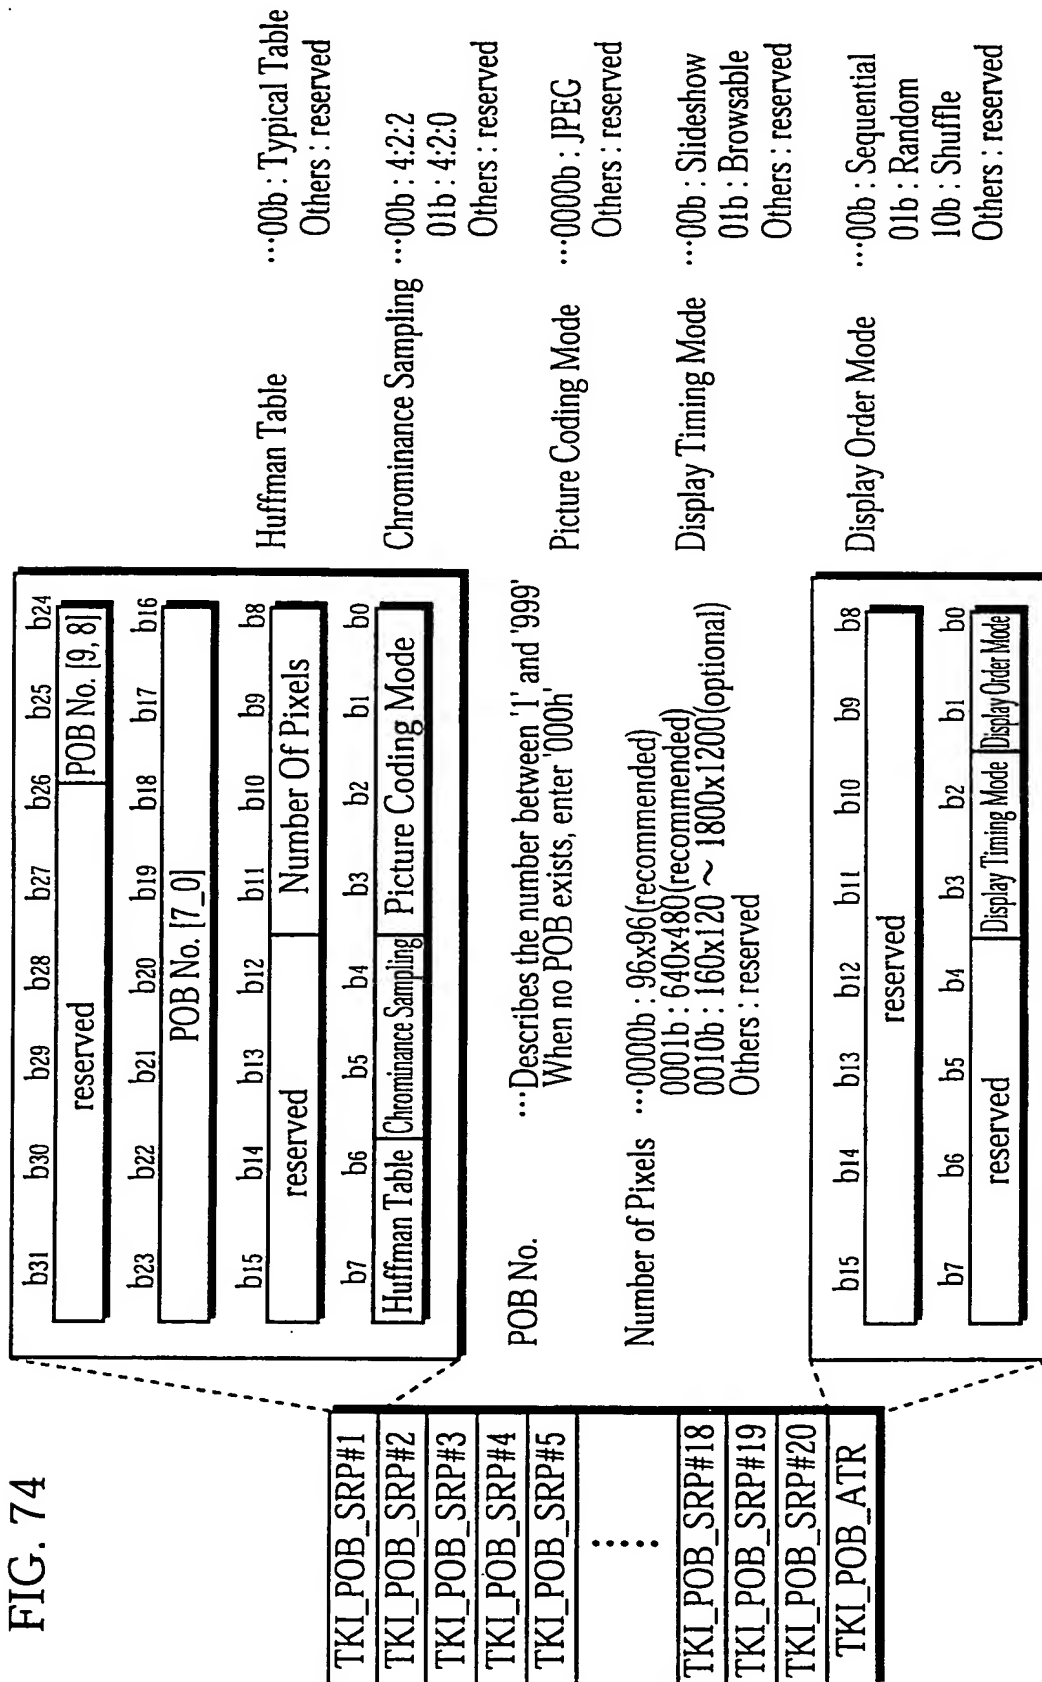 FIG. 74
TKI_POB_SRP#1
TKI_POB_SRP#2
TKI_POB_SRP#3
TKI_POB_SRP#4
TKI_POB_SRP#5
.....
TKI_POB_SRP#18
TKI_POB_SRP#19
TKI_POB_SRP#20
TKI_POB_ATR
b31 b30 b29 b28 b27 b26 b25 b24
reserved POB No. [9, 8]
b23 b22 b21 b20 b19 b18 b17 b16
POB No. [7_0]
b15 b14 b13 b12 b11 b10 b9 b8
reserved Number Of Pixels
b7 b6 b5 b4 b3 b2 b1 b0
Huffman Table Chrominance Sampling Picture Coding Mode
POB No. ···Describes the number between '1' and '999'
When no POB exists, enter '000h'
Number of Pixels ···0000b : 96x96(recommended)
0001b : 640x480(recommended)
0010b : 160x120 ~ 1800x1200(optional)
Others : reserved
b15 b14 b13 b12 b11 b10 b9 b8
reserved
b7 b6 b5 b4 b3 b2 b1 b0
reserved Display Timing Mode Display Order Mode
Huffman Table ···00b : Typical Table
Others : reserved
Chrominance Sampling ···00b : 4:2:2
01b : 4:2:0
Others : reserved
Picture Coding Mode ···0000b : JPEG
Others : reserved
Display Timing Mode ···00b : Slideshow
01b : Browsable
Others : reserved
Display Order Mode ···00b : Sequential
01b : Random
10b : Shuffle
Others : reserved